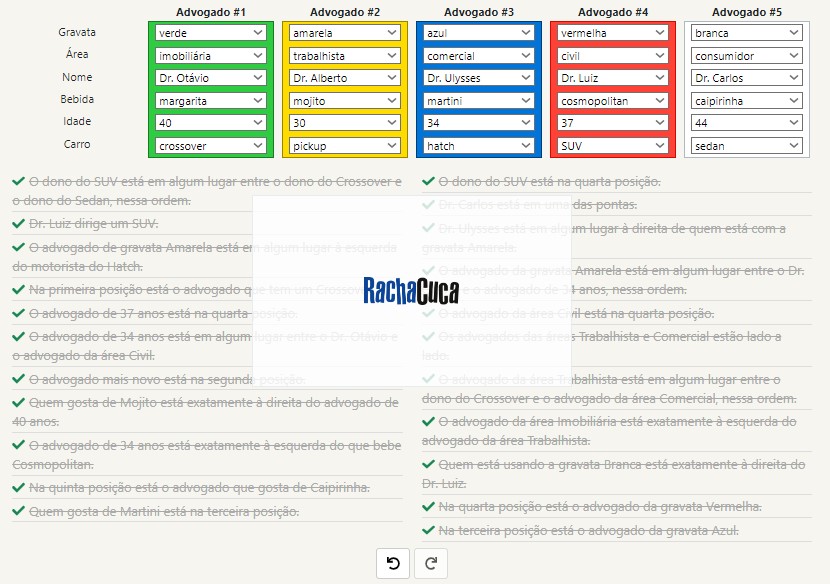 Advogado #1 Advogado #2 Advogado #3 Advogado #4 Advogado #5
Gravata verde amarela azul vermelha branca
Área imobiliária trabalhista comercial civil consumidor
Nome Dr. Otávio Dr. Alberto Dr. Ulysses Dr. Luiz Dr. Carlos
Bebida margarita mojito martini cosmopolitan caipirinha
Idade 40 30 34 37 44
Carro crossover pickup hatch SUV sedan
O dono do SUV está em algum lugar entre o dono do Crossover e
o dono do Sedan, nessa ordem.
Dr. Luiz dirige um SUV.
O advogado de gravata Amarela está em algum lugar à esquerda
do motorista do Hatch.
Na primeira posição está o advogado que tem um Crossover.
O advogado de 37 anos está na quarta posição.
O advogado de 34 anos está em algum lugar entre o Dr. Otávio e
o advogado da área Civil.
O advogado mais novo está na segunda posição.
Quem gosta de Mojito está exatamente à direita do advogado de
40 anos.
O advogado de 34 anos está exatamente à esquerda do que bebe
Cosmopolitan.
Na quinta posição está o advogado que gosta de Caipirinha.
Quem gosta de Martini está na terceira posição.
O dono do SUV está na quarta posição.
Dr. Carlos está em uma das pontas.
Dr. Ulysses está em algum lugar à direita de quem está com a
gravata Amarela.
O advogado da gravata Amarela está em algum lugar entre o Dr.
e o advogado de 34 anos, nessa ordem.
O advogado da área Civil está na quarta posição.
Os advogados das áreas Trabalhista e Comercial estão lado a
lado.
O advogado da área Trabalhista está em algum lugar entre o
dono do Crossover e o advogado da área Comercial, nessa ordem.
O advogado da área Imobiliária está exatamente à esquerda do
advogado da área Trabalhista.
Quem está usando a gravata Branca está exatamente à direita do
Dr. Luiz.
Na quarta posição está o advogado da gravata Vermelha.
Na terceira posição está o advogado da gravata Azul.
RachaCuca